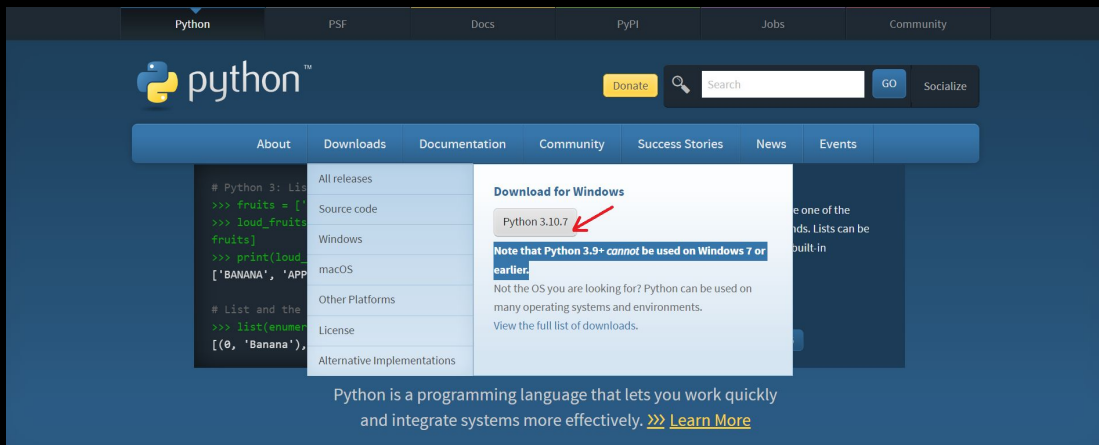 Python
PSF
Docs
PyPI
Jobs
Community
python™
Donate
Search
GO
Socialize
About
Downloads
Documentation
Community
Success Stories
News
Events
# Python 3: Lis
>>> fruits = ['
>>> loud_fruits
fruits]
>>> print(loud_
['BANANA', 'APP
# List and the
>>> list(enumer
[(0, 'Banana'),
All releases
Source code
Windows
macOS
Other Platforms
License
Alternative Implementations
Download for Windows
Python 3.10.7
Note that Python 3.9+ cannot be used on Windows 7 or
earlier.
Not the OS you are looking for? Python can be used on
many operating systems and environments.
View the full list of downloads.
e one of the
nds. Lists can be
built-in
Python is a programming language that lets you work quickly
and integrate systems more effectively. >>> Learn More